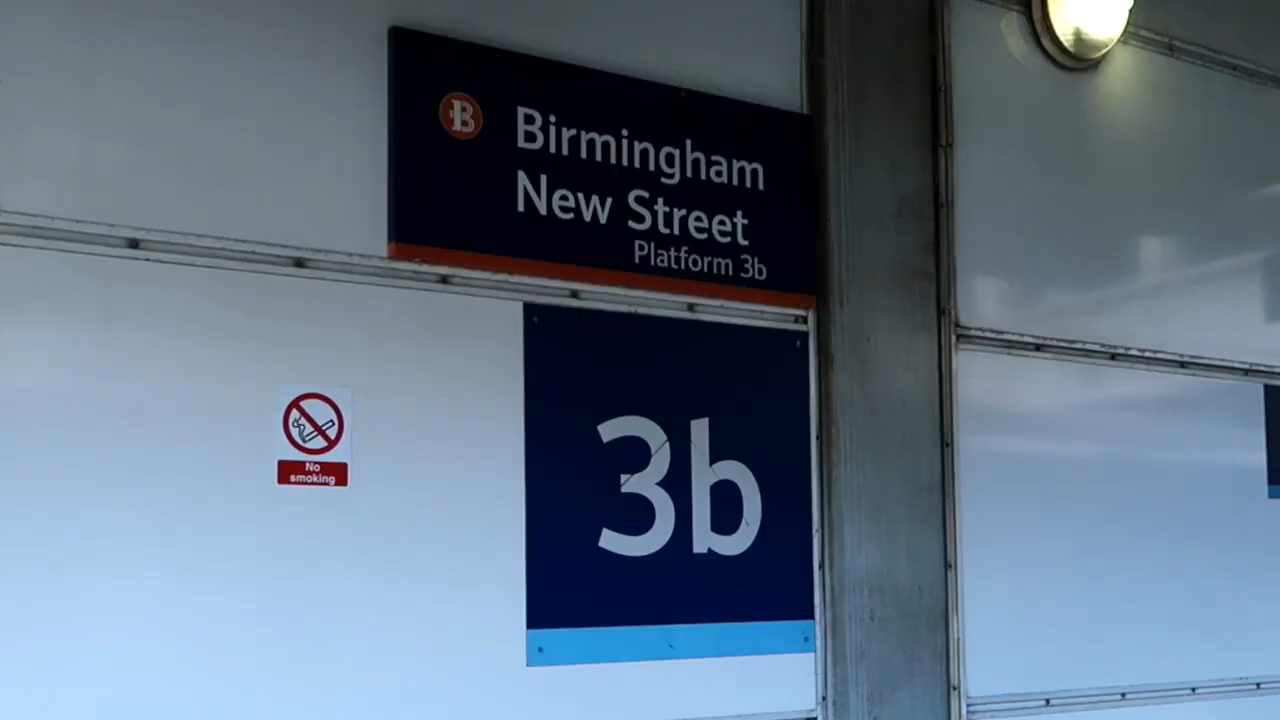 B
Birmingham
New Street
Platform 3b
3b
No
smoking